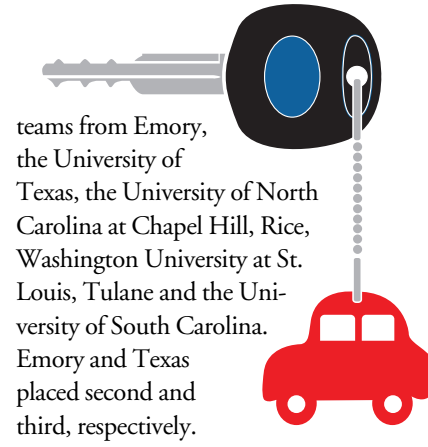 teams from Emory,
the University of
Texas, the University of North
Carolina at Chapel Hill, Rice,
Washington University at St.
Louis, Tulane and the Uni-
versity of South Carolina.
Emory and Texas
placed second and
third, respectively.